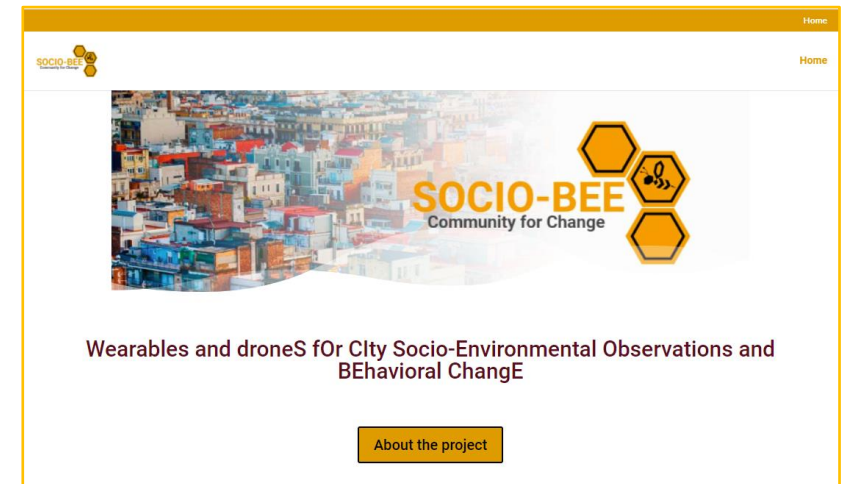 Home
SOCIO-BEE
Community for Change
Home
SOCIO-BEE
Community for Change
Wearables and droneS fOr CIty Socio-Environmental Observations and
BEhavioral ChangE
About the project